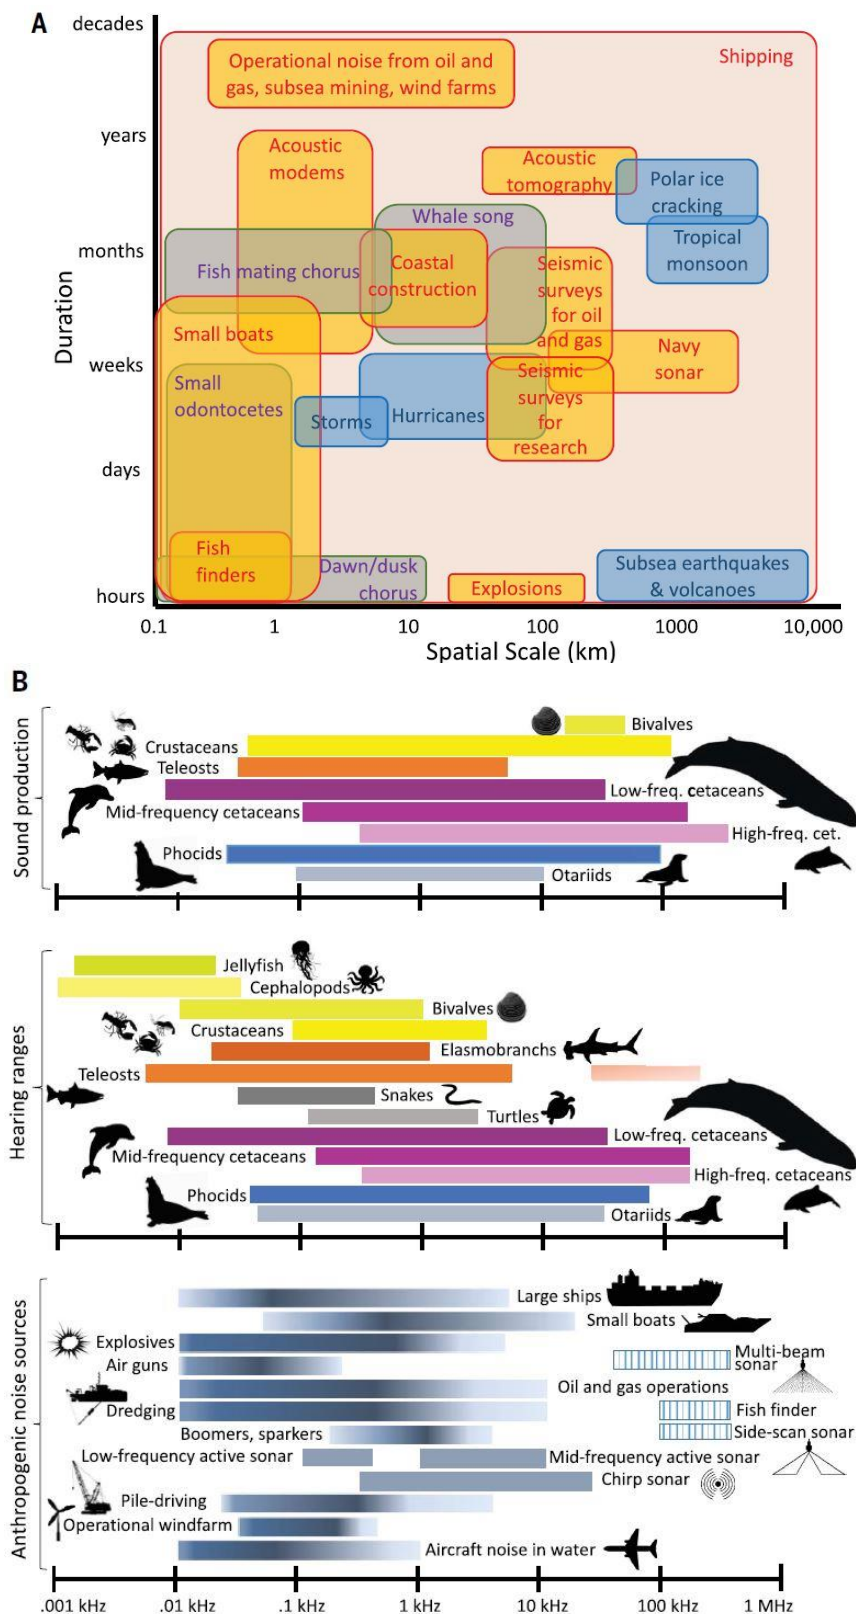 A
decades
Operational noise from oil and
gas, subsea mining, wind farms
Shipping
years
Acoustic
modems
Acoustic
tomography
Polar ice
cracking
Whale song
months
Tropical
monsoon
Fish mating chorus
Coastal
construction
Seismic
surveys
for oil
and gas
Duration
Small boats
Navy
sonar
weeks
Small
odontocetes
Seismic
surveys
for
research
Storms
Hurricanes
days
Fish
finders
Dawn/dusk
chorus
Explosions
Subsea earthquakes
& volcanoes
hours
0.1
1
10
100
1000
10,000
Spatial Scale (km)
B
Sound production
Bivalves
Crustaceans
Teleosts
Low-freq. cetaceans
Mid-frequency cetaceans
High-freq. cet.
Phocids
Otariids
Hearing ranges
Jellyfish
Cephalopods
Bivalves
Crustaceans
Elasmobranchs
Teleosts
Snakes
Turtles
Low-freq. cetaceans
Mid-frequency cetaceans
High-freq. cetaceans
Phocids
Otariids
Anthropogenic noise sources
Large ships
Small boats
Explosives
Multi-beam
sonar
Air guns
Oil and gas operations
Dredging
Fish finder
Boomers, sparkers
Side-scan sonar
Low-frequency active sonar
Mid-frequency active sonar
Chirp sonar
Pile-driving
Operational windfarm
Aircraft noise in water
.001 kHz
.01 kHz
.1 kHz
1 kHz
10 kHz
100 kHz
1 MHz